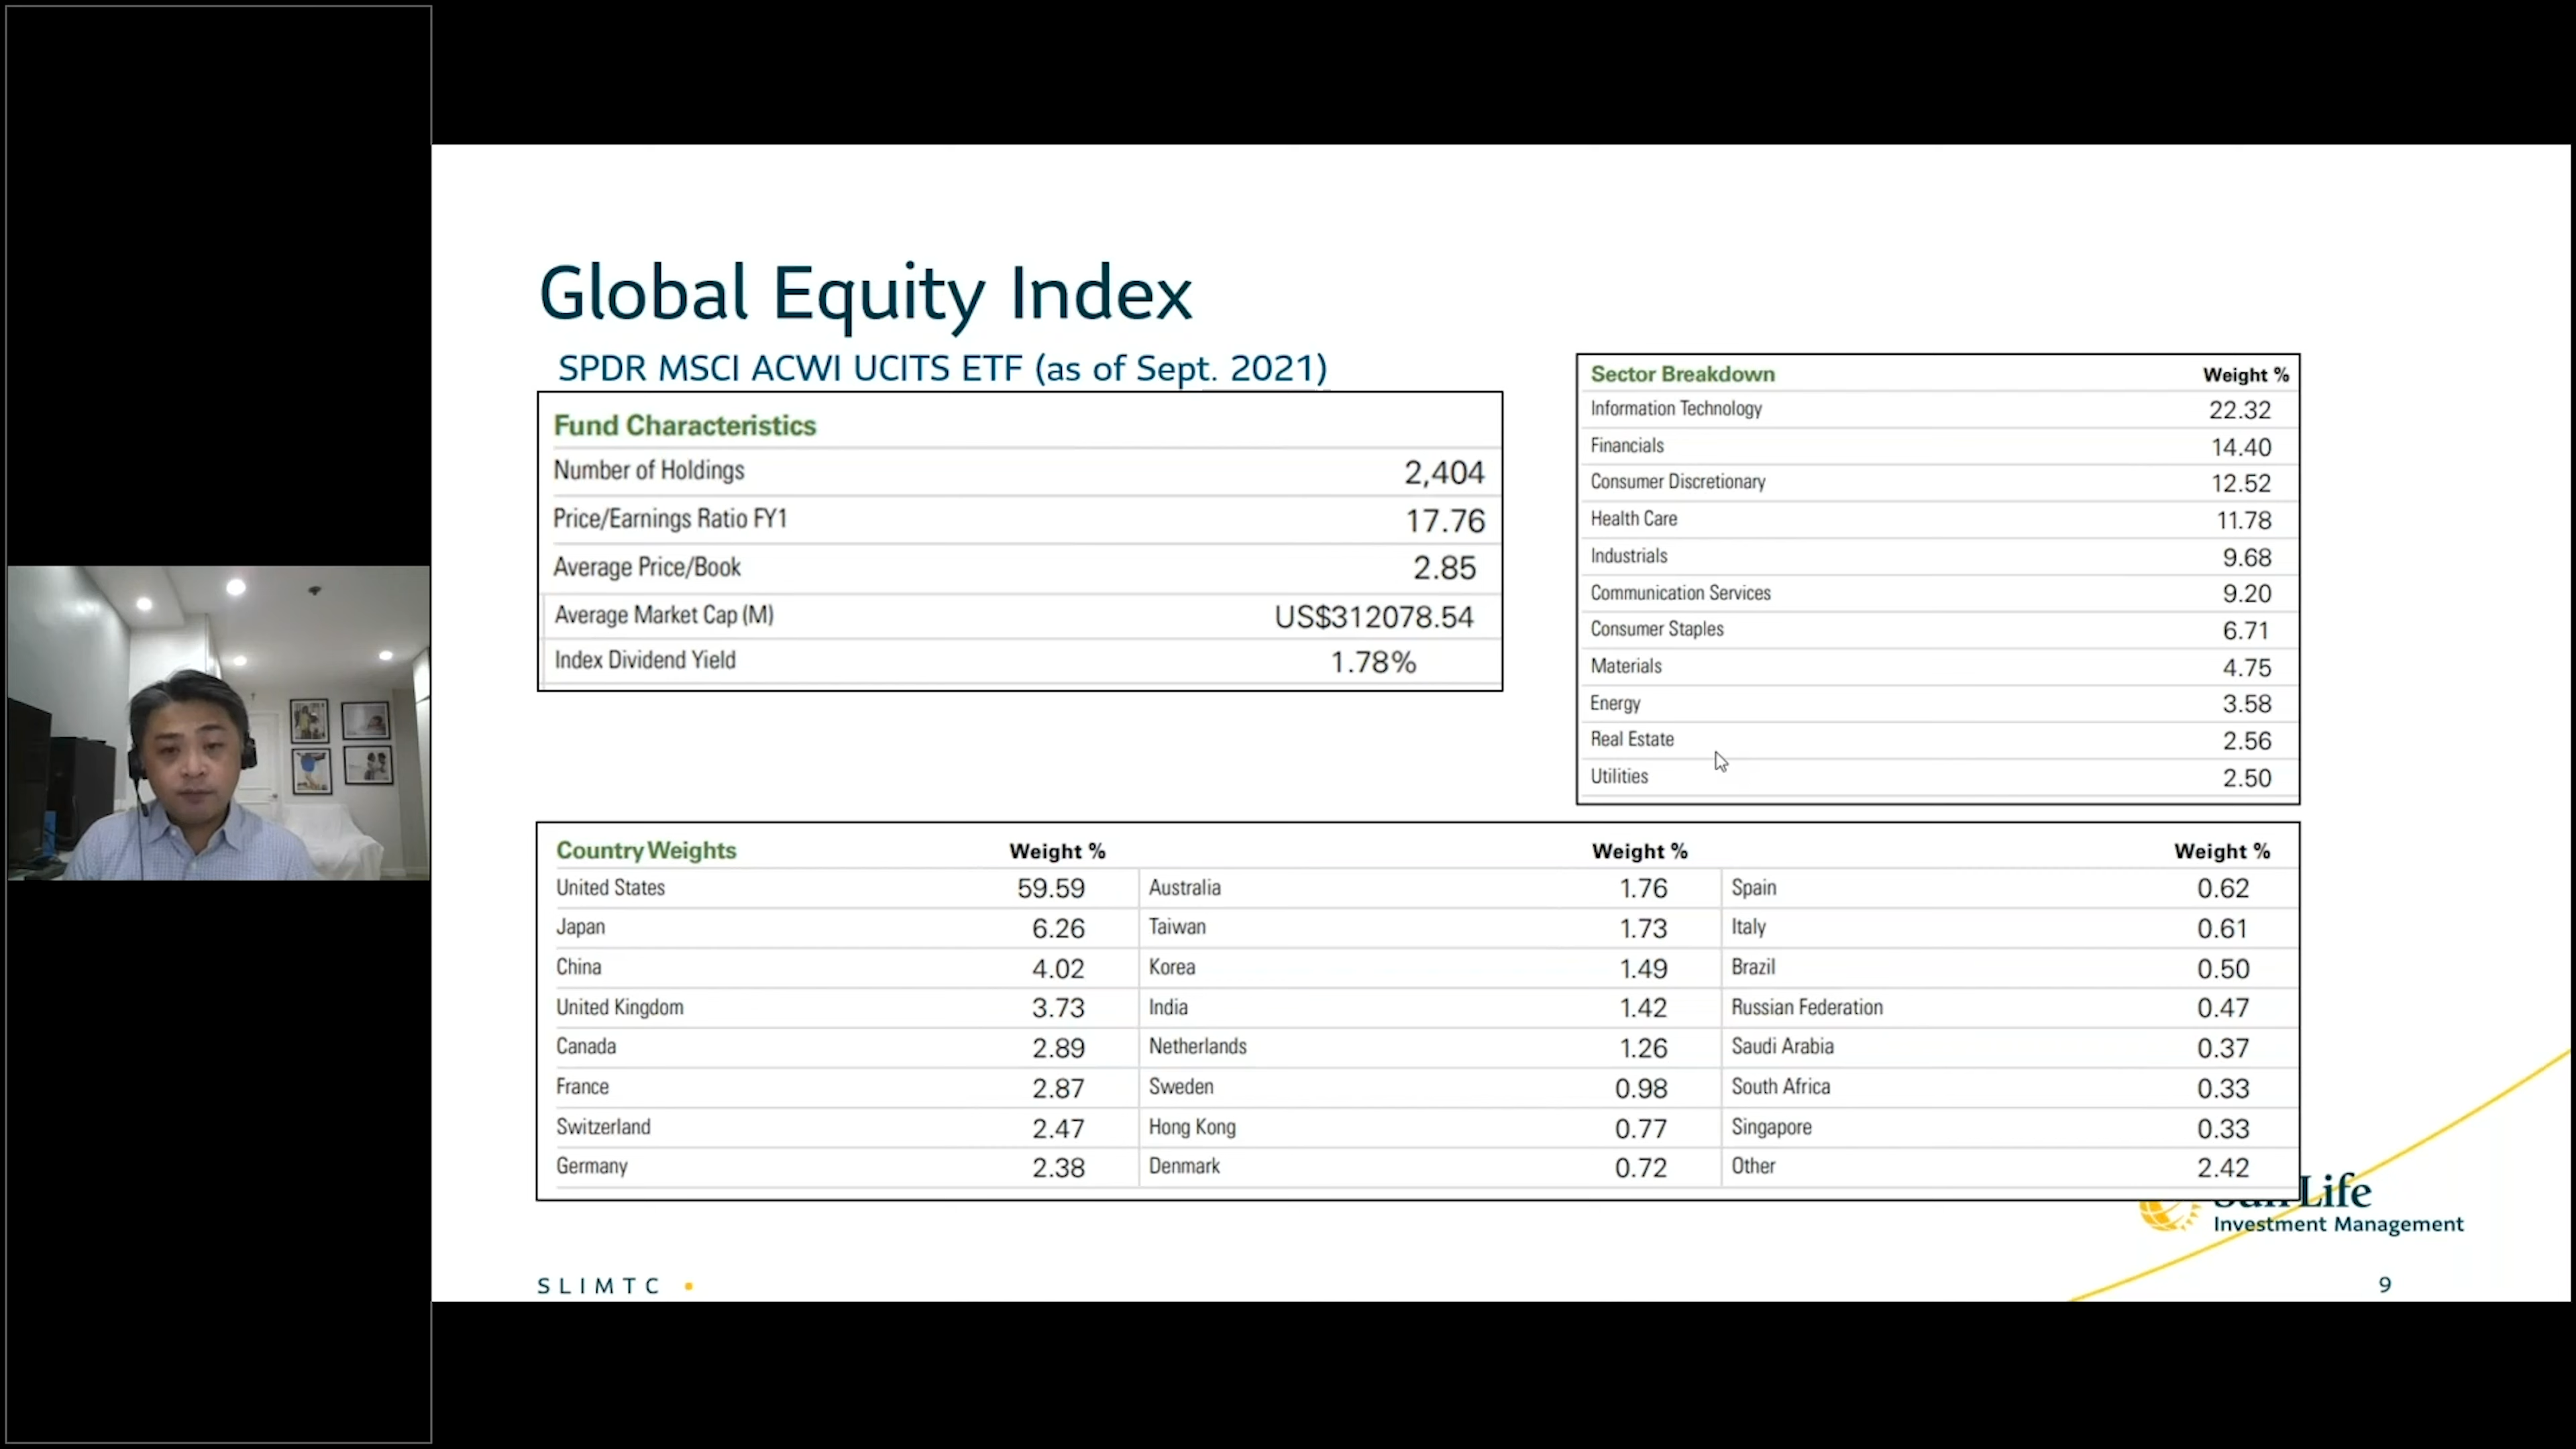 Global Equity Index
SPDR MSCI ACWI UCITS ETF (as of Sept. 2021)
Fund Characteristics
Number of Holdings 2,404
Price/Earnings Ratio FY1 17.76
Average Price/Book 2.85
Average Market Cap (M) US$312078.54
Index Dividend Yield 1.78%
Sector Breakdown Weight %
Information Technology 22.32
Financials 14.40
Consumer Discretionary 12.52
Health Care 11.78
Industrials 9.68
Communication Services 9.20
Consumer Staples 6.71
Materials 4.75
Energy 3.58
Real Estate 2.56
Utilities 2.50
Country Weights Weight % Weight % Weight %
United States 59.59 Australia 1.76 Spain 0.62
Japan 6.26 Taiwan 1.73 Italy 0.61
China 4.02 Korea 1.49 Brazil 0.50
United Kingdom 3.73 India 1.42 Russian Federation 0.47
Canada 2.89 Netherlands 1.26 Saudi Arabia 0.37
France 2.87 Sweden 0.98 South Africa 0.33
Switzerland 2.47 Hong Kong 0.77 Singapore 0.33
Germany 2.38 Denmark 0.72 Other 2.42
Sun Life
Investment Management
SLIMTC
9